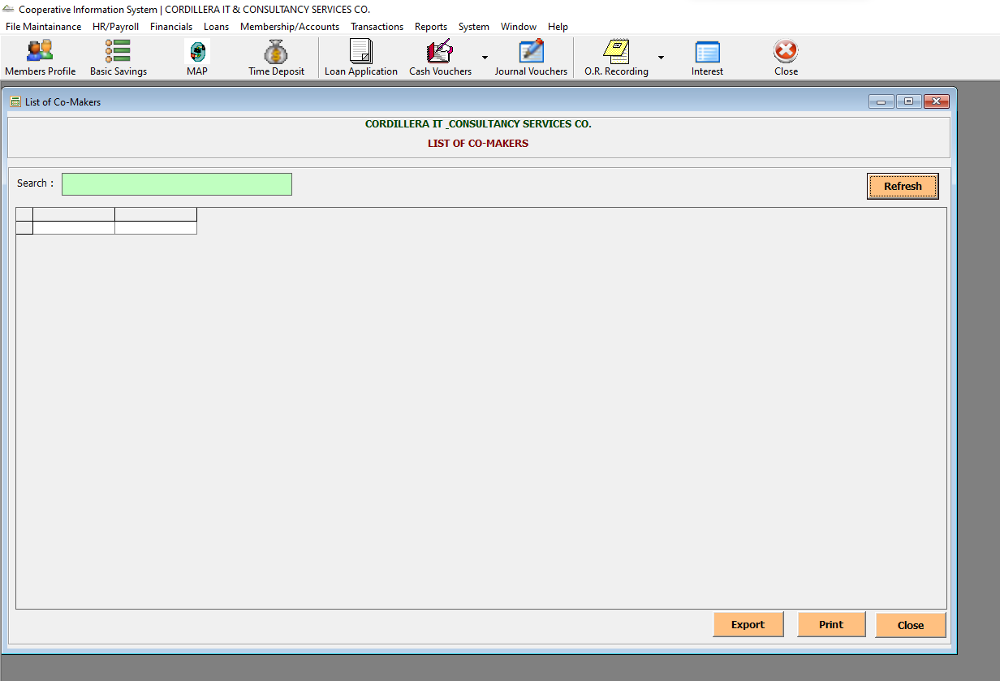 Cooperative Information System | CORDILLERA IT & CONSULTANCY SERVICES CO.
File Maintainance HR/Payroll Financials Loans Membership/Accounts Transactions Reports System Window Help
Members Profile Basic Savings MAP Time Deposit Loan Application Cash Vouchers Journal Vouchers O.R. Recording Interest Close
List of Co-Makers
CORDILLERA IT _CONSULTANCY SERVICES CO.
LIST OF CO-MAKERS
Search : Refresh
Export Print Close